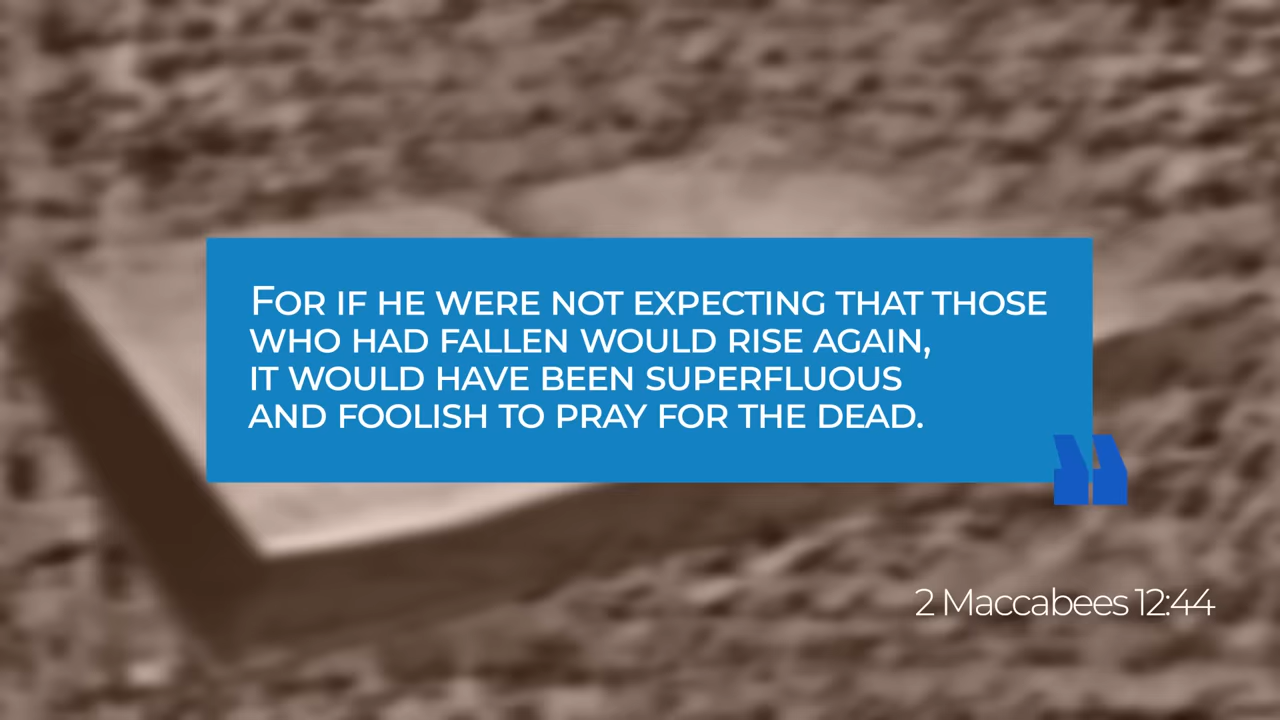 For if he were not expecting that those
who had fallen would rise again,
it would have been superfluous
and foolish to pray for the dead.
2 Maccabees 12:44